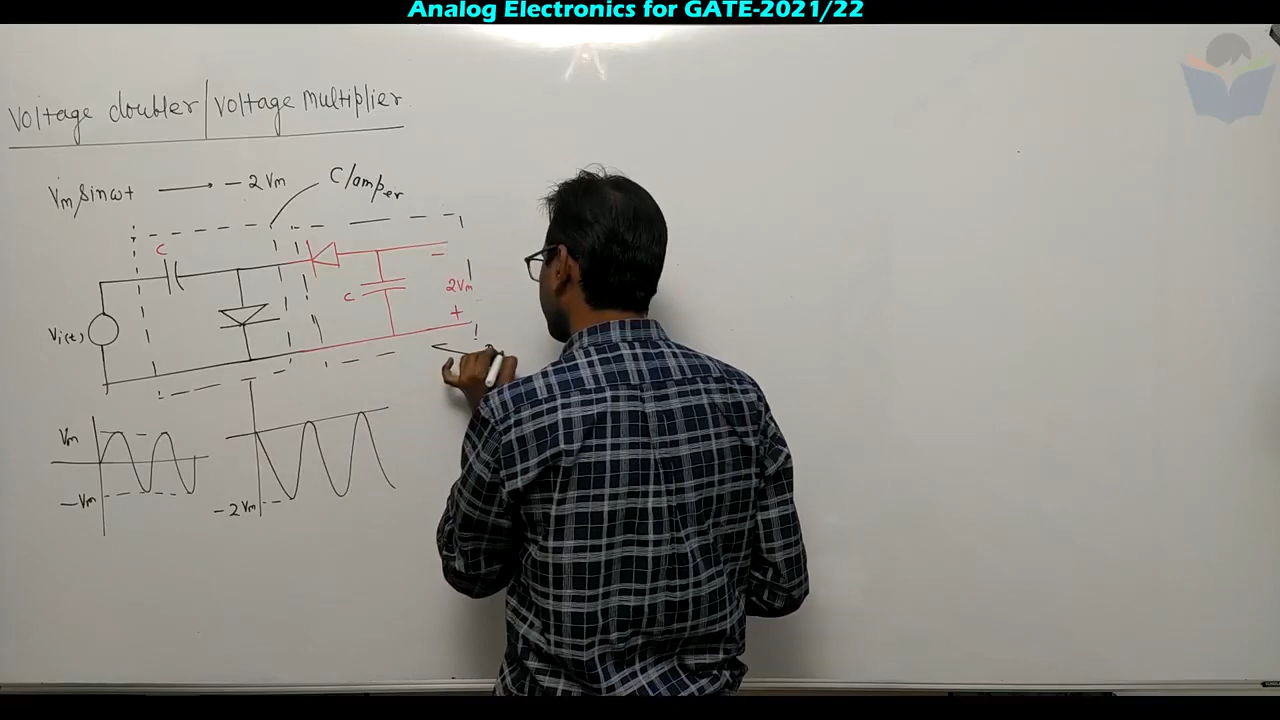 Analog Electronics for GATE-2021/22
Voltage doubler/Voltage Multiplier
Vm sinωt → - 2Vm
Clamper
C
-
C
2Vm
+
Vi(t)
Vm
-Vm
-2Vm